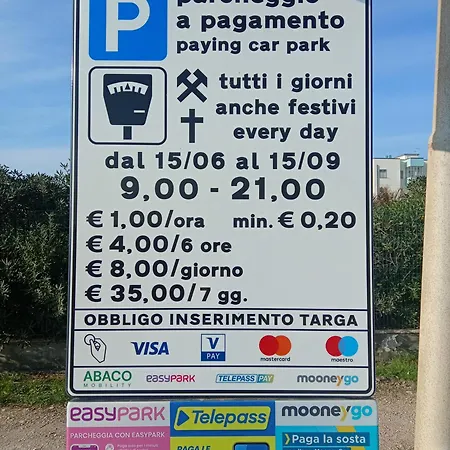 P
parcheggio
a pagamento
paying car park
tutti i giorni
anche festivi
every day
dal 15/06 al 15/09
9,00 - 21,00
€ 1,00/ora min. € 0,20
€ 4,00/6 ore
€ 8,00/giorno
€ 35,00/7 gg.
OBBLIGO INSERIMENTO TARGA
VISA
V PAY
mastercard
maestro
ABACO
MOBILITY
easypark
TELEPASS PAY
mooneygo
easypark
Telepass
mooneygo
PARCHEGGIA CON EASYPARK
PAGA LE
Paga la sosta